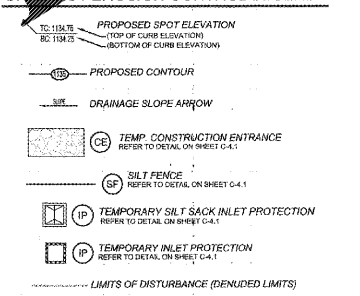 PROPOSED SPOT ELEVATION
TC: 1134.75
(TOP OF CURB ELEVATION)
BC: 1134.25
(BOTTOM OF CURB ELEVATION)
1135
PROPOSED CONTOUR
SLOPE
DRAINAGE SLOPE ARROW
CE
TEMP. CONSTRUCTION ENTRANCE
REFER TO DETAIL ON SHEET C-4.1
SILT FENCE
SF
REFER TO DETAIL ON SHEET C-4.1
IP
TEMPORARY SILT SACK INLET PROTECTION
REFER TO DETAIL ON SHEET C-4.1
IP
TEMPORARY INLET PROTECTION
REFER TO DETAIL ON SHEET C-4.1
LIMITS OF DISTURBANCE (DENUDED LIMITS)